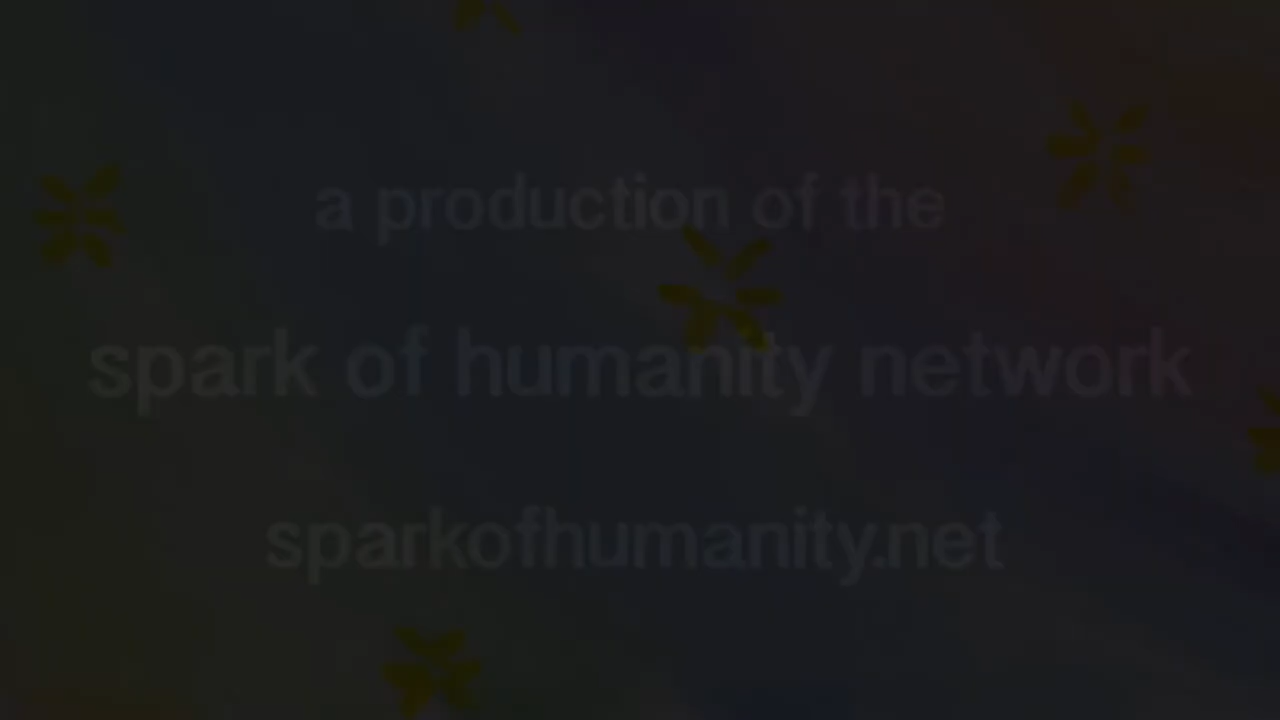 a production of the
spark of humanity network
sparkofhumanity.net